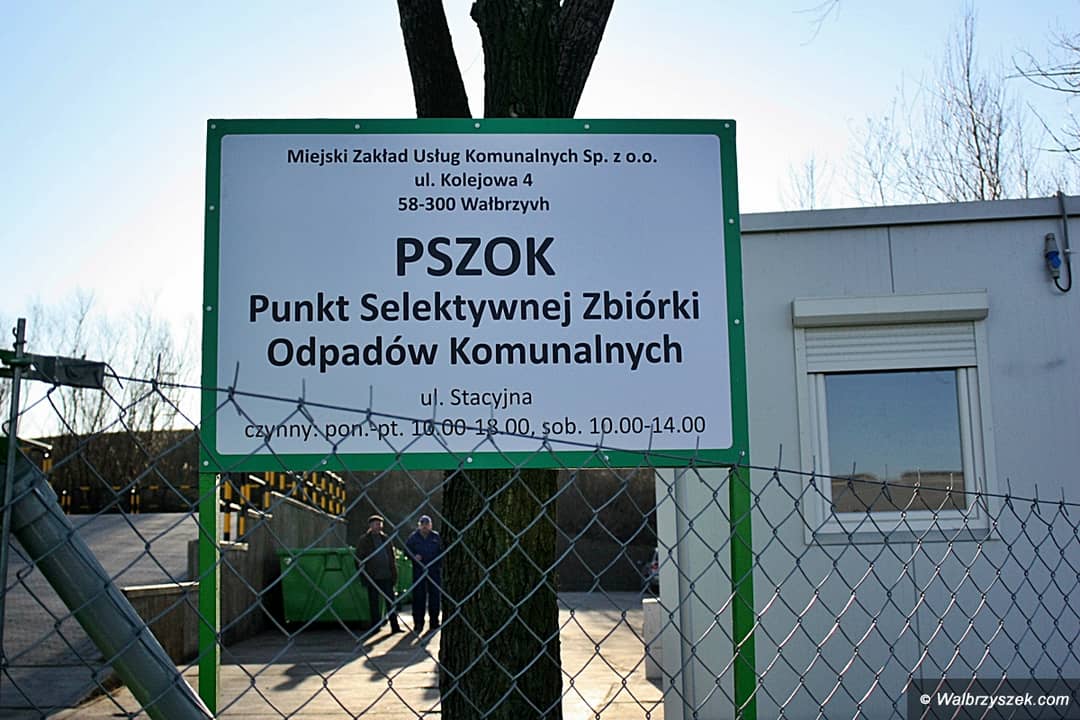 Miejski Zakład Usług Komunalnych Sp. z o.o.
ul. Kolejowa 4
58-300 Wałbrzyvh
PSZOK
Punkt Selektywnej Zbiórki
Odpadów Komunalnych
ul. Stacyjna
czynny: pon.-pt. 10.00-18.00, sob. 10.00-14.00
© Walbrzyszek.com